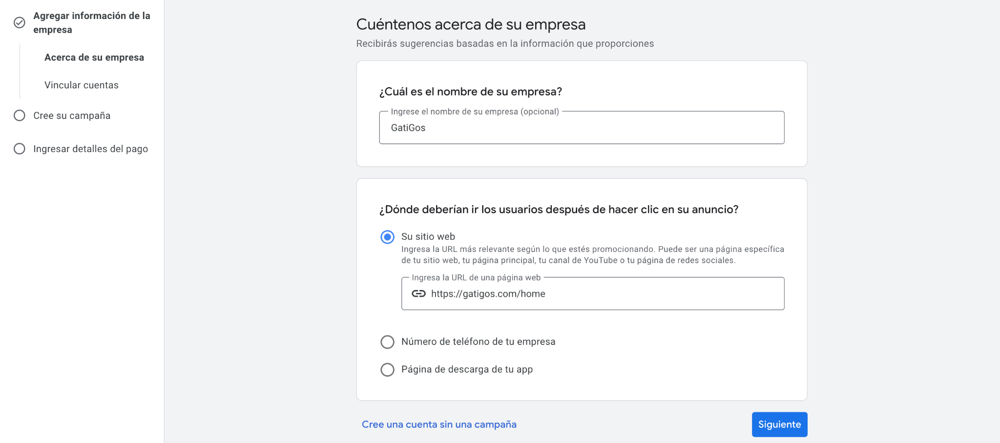 Agregar información de la
empresa
Acerca de su empresa
Vincular cuentas
Cree su campaña
Ingresar detalles del pago
Cuéntenos acerca de su empresa
Recibirás sugerencias basadas en la información que proporciones
¿Cuál es el nombre de su empresa?
Ingrese el nombre de su empresa (opcional)
GatiGos
¿Dónde deberían ir los usuarios después de hacer clic en su anuncio?
Su sitio web
Ingresa la URL más relevante según lo que estés promocionando. Puede ser una página específica
de tu sitio web, tu página principal, tu canal de YouTube o tu página de redes sociales.
Ingresa la URL de una página web
https://gatigos.com/home
Número de teléfono de tu empresa
Página de descarga de tu app
Cree una cuenta sin una campaña
Siguiente